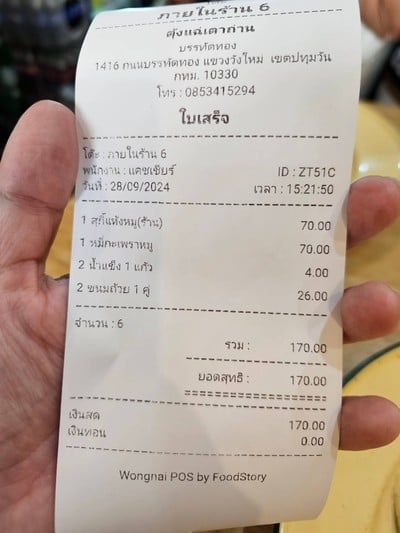 ภายในร้าน 6
ตุ๋งแฉ่เตาถ่าน
บรรทัดทอง
1416 ถนนบรรทัดทอง แขวงวังใหม่ เขตปทุมวัน
กทม. 10330
โทร : 0853415294
ใบเสร็จ
โต๊ะ : ภายในร้าน 6
พนักงาน : แคชเชียร์ ID : ZT51C
วันที่ : 28/09/2024 เวลา : 15:21:50
1 สุกี้แห้งหมู(ร้าน) 70.00
1 หมี่กะเพราหมู 70.00
2 น้ำแข็ง 1 แก้ว 4.00
2 ขนมถ้วย 1 คู่ 26.00
จำนวน : 6
รวม : 170.00
ยอดสุทธิ : 170.00
เงินสด 170.00
เงินทอน 0.00
Wongnai POS by FoodStory